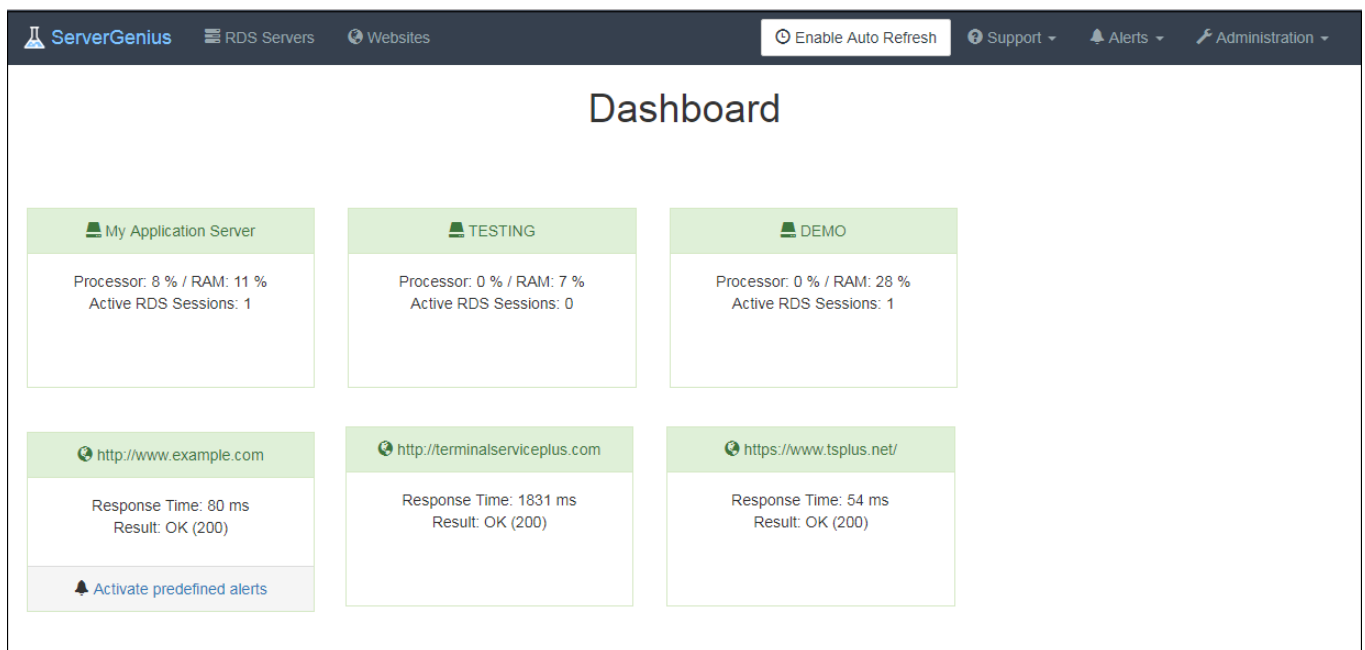 ServerGenius RDS Servers Websites Enable Auto Refresh Support Alerts Administration
Dashboard
My Application Server TESTING DEMO
Processor: 8 % / RAM: 11 % Processor: 0 % / RAM: 7 % Processor: 0 % / RAM: 28 %
Active RDS Sessions: 1 Active RDS Sessions: 0 Active RDS Sessions: 1
http://www.example.com http://terminalserviceplus.com https://www.tsplus.net/
Response Time: 80 ms Response Time: 1831 ms Response Time: 54 ms
Result: OK (200) Result: OK (200) Result: OK (200)
Activate predefined alerts